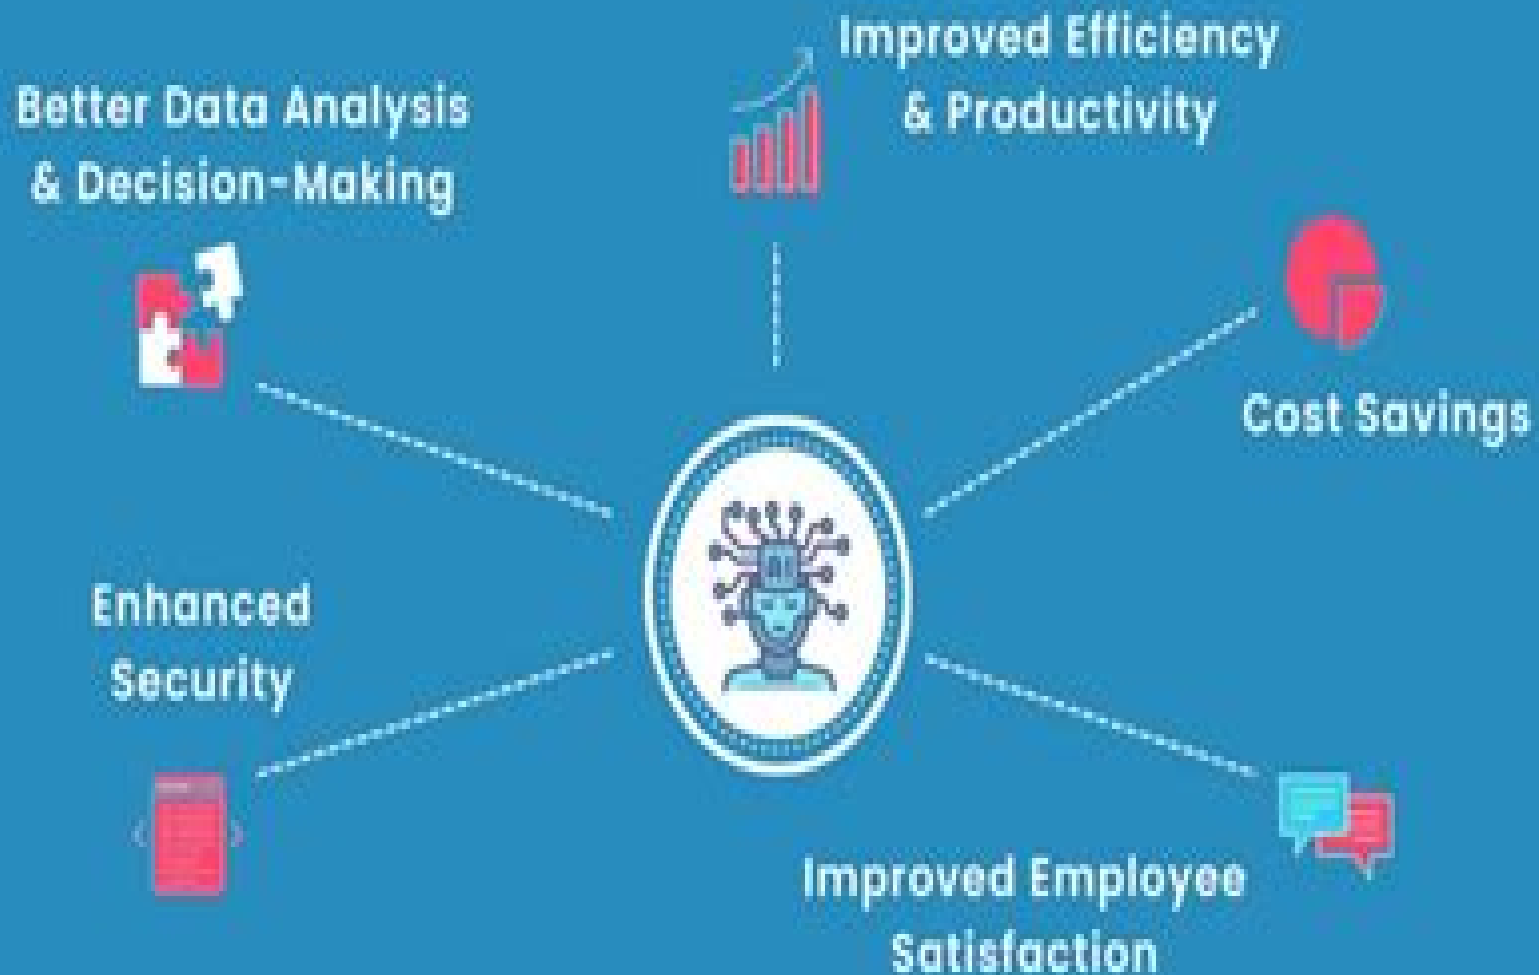 Improved Efficiency
& Productivity
Better Data Analysis
& Decision-Making
Cost Savings
Enhanced
Security
Improved Employee
Satisfaction